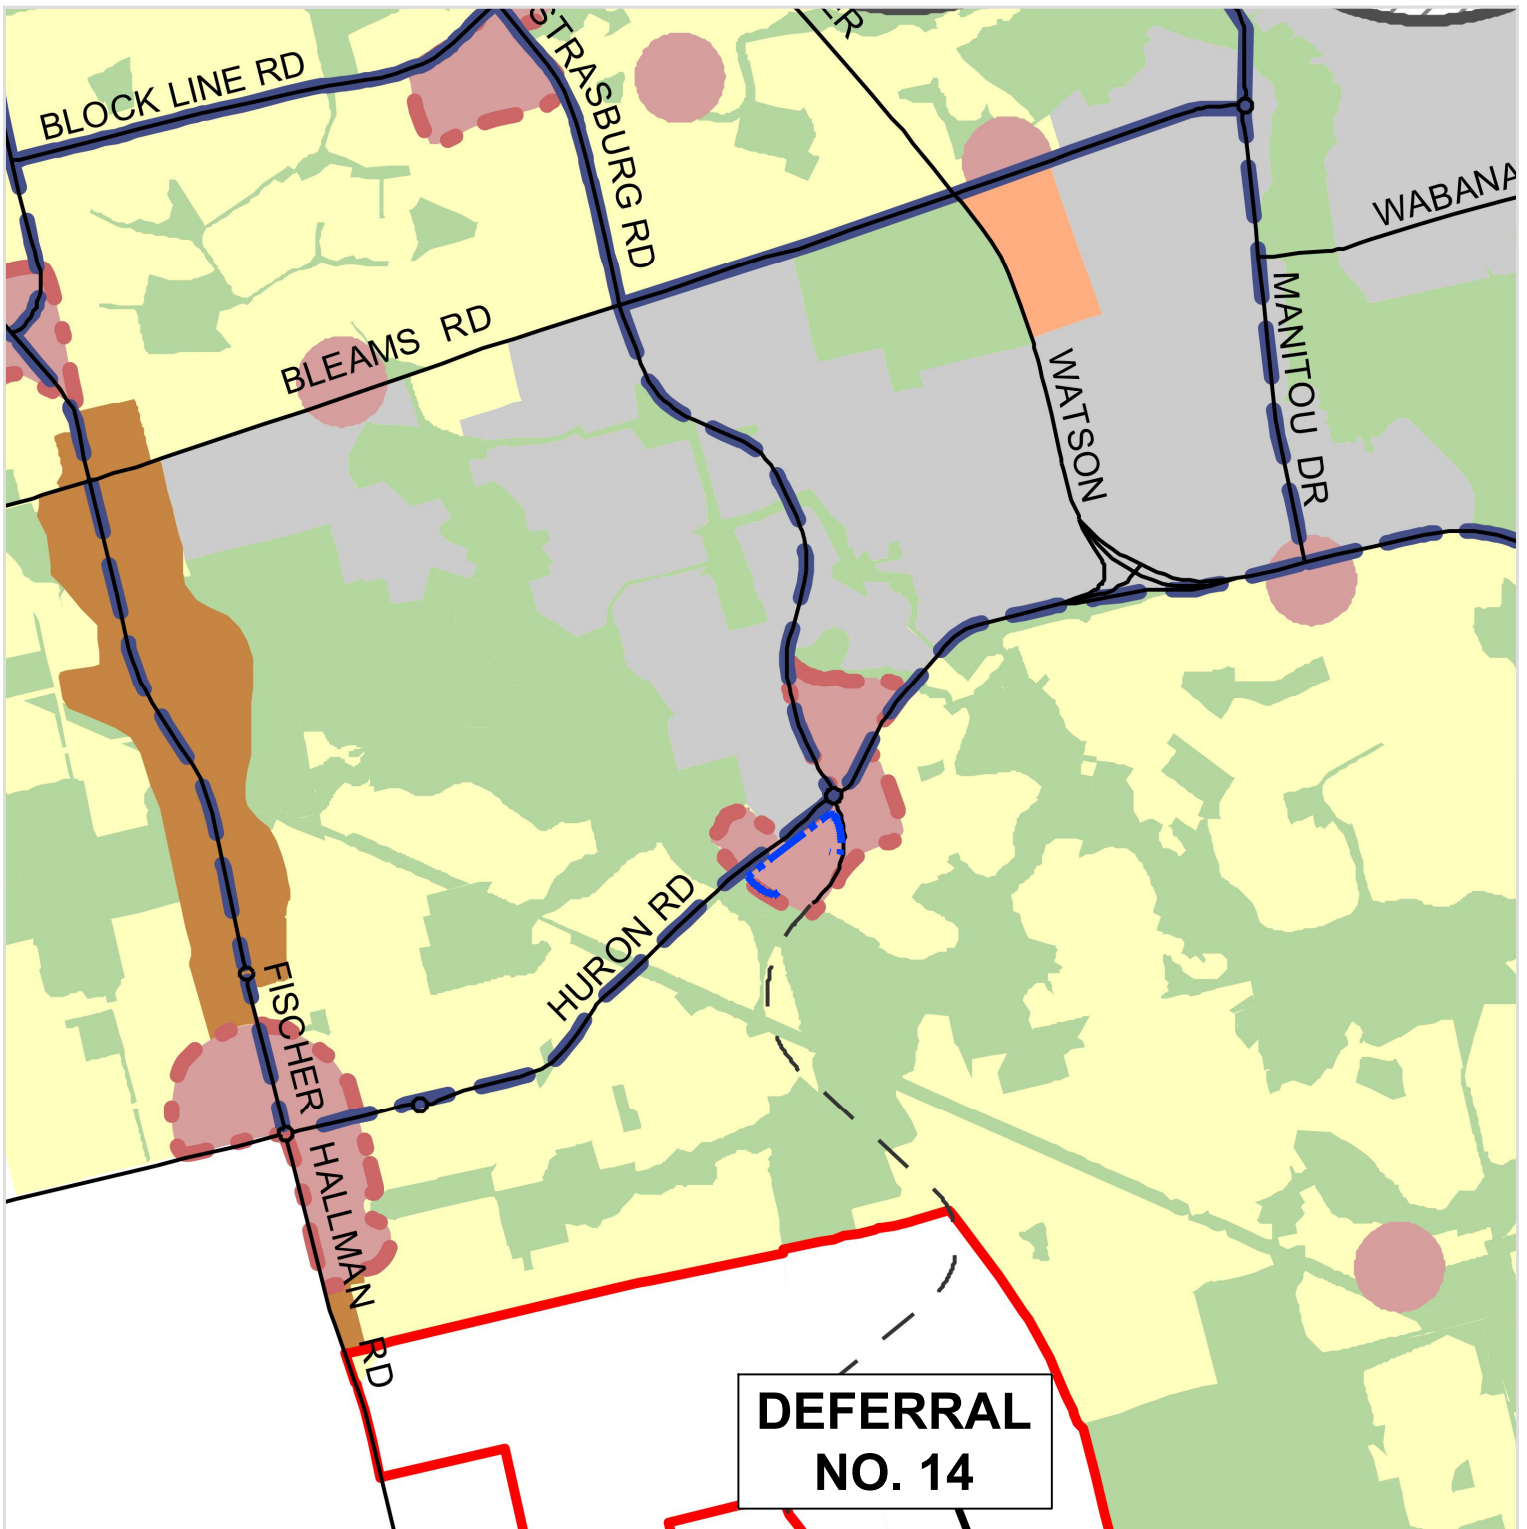 BLOCK LINE RD
STRASBURG RD
ER
WABANA
BLEAMS RD
WATSON
MANITOU DR
HURON RD
FISCHER HALLMAN RD
DEFERRAL
NO. 14